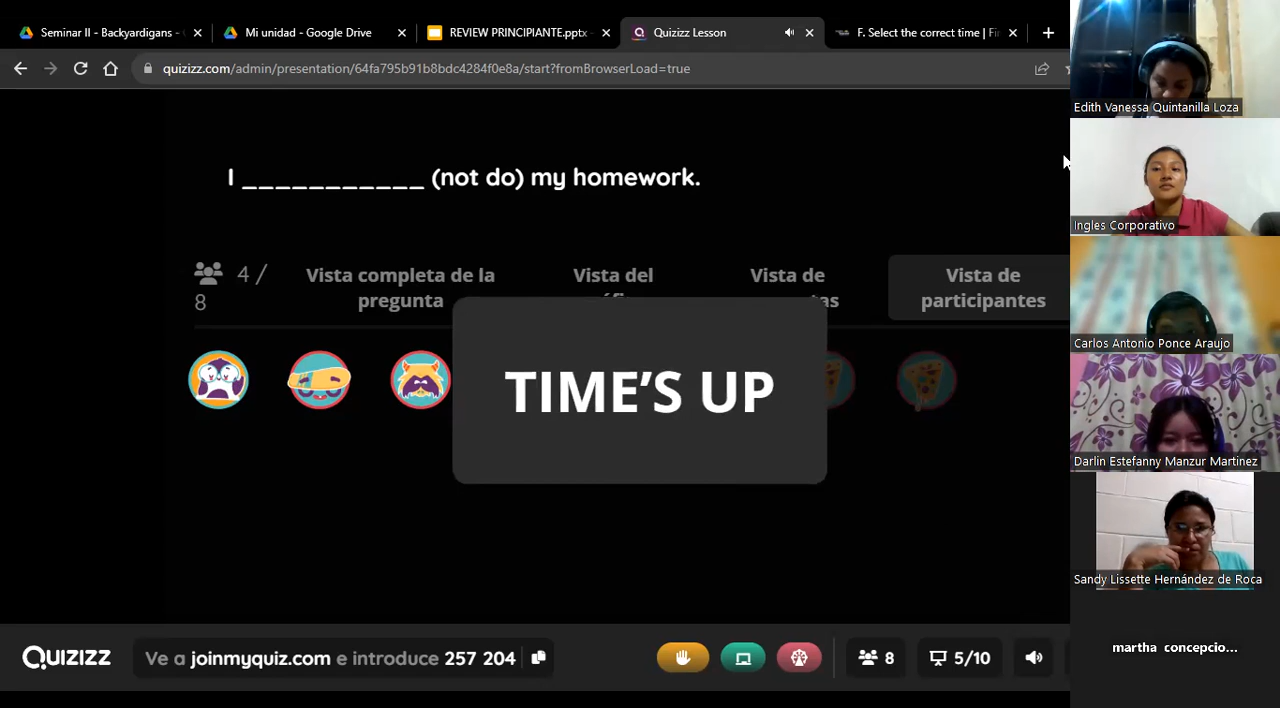 Seminar II - Backyardigans -
Mi unidad - Google Drive
REVIEW PRINCIPIANTE.pptx
Quizizz Lesson
F. Select the correct time | Fi
quizizz.com/admin/presentation/64fa795b91b8bdc4284f0e8a/start?fromBrowserLoad=true
I ___________ (not do) my homework.
4 /
8
Vista completa de la
pregunta
Vista del
Vista de
Vista de
participantes
TIME'S UP
QUIZIZZ
Ve a joinmyquiz.com e introduce 257 204
8
5/10
Edith Vanessa Quintanilla Loza
Ingles Corporativo
Carlos Antonio Ponce Araujo
Darlin Estefanny Manzur Martinez
Sandy Lissette Hernández de Roca
martha concepcio...